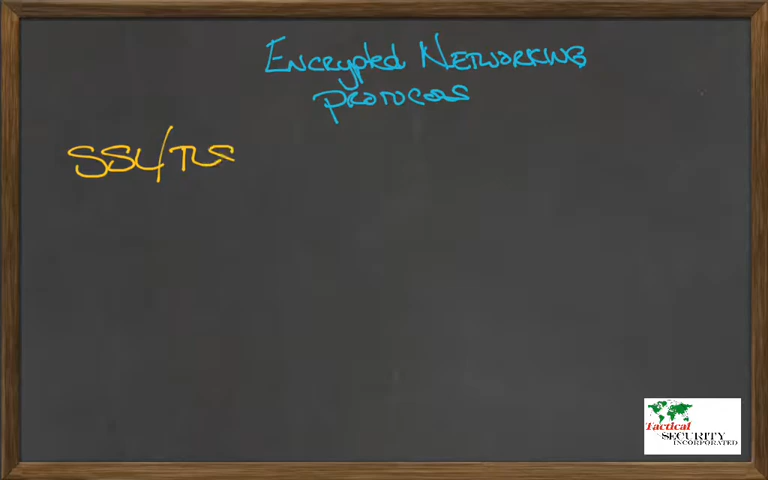 Encrypted Networking
Protocols
SSL/TLS
Tactical
SECURITY
INCORPORATED